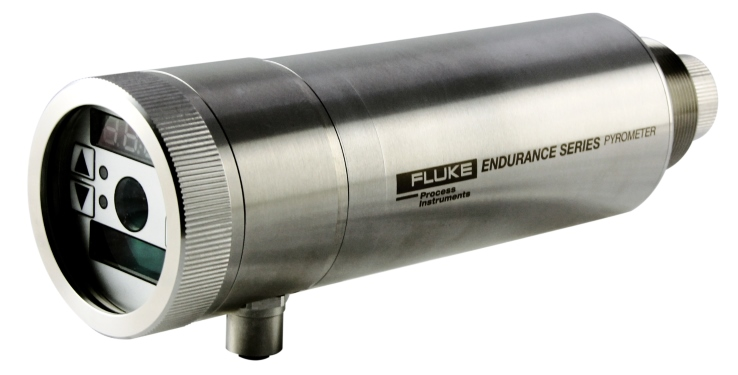 FLUKE ENDURANCE SERIES PYROMETER
Process
Instruments